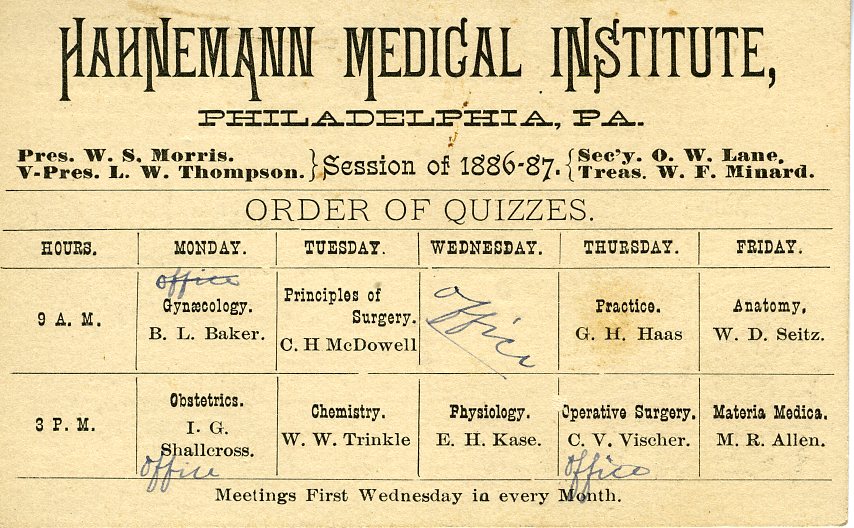 HAHNEMANN MEDICAL INSTITUTE,
PHILADELPHIA, PA.
Pres. W. S. Morris.
V-Pres. L. W. Thompson.
Session of 1886-87.
Sec'y. O. W. Lane,
Treas. W. F. Minard.
ORDER OF QUIZZES.
HOURS. MONDAY. TUESDAY. WEDNESDAY. THURSDAY. FRIDAY.
9 A. M.
office
Gynæcology.
B. L. Baker.
Principles of
Surgery.
C. H McDowell
office
Practice.
G. H. Haas
Anatomy,
W. D. Seitz.
3 P. M.
Obstetrics.
I. G.
Shallcross.
office
Chemistry.
W. W. Trinkle
Physiology.
E. H. Kase.
Operative Surgery.
C. V. Vischer.
office
Materia Medica.
M. R. Allen.
Meetings First Wednesday in every Month.